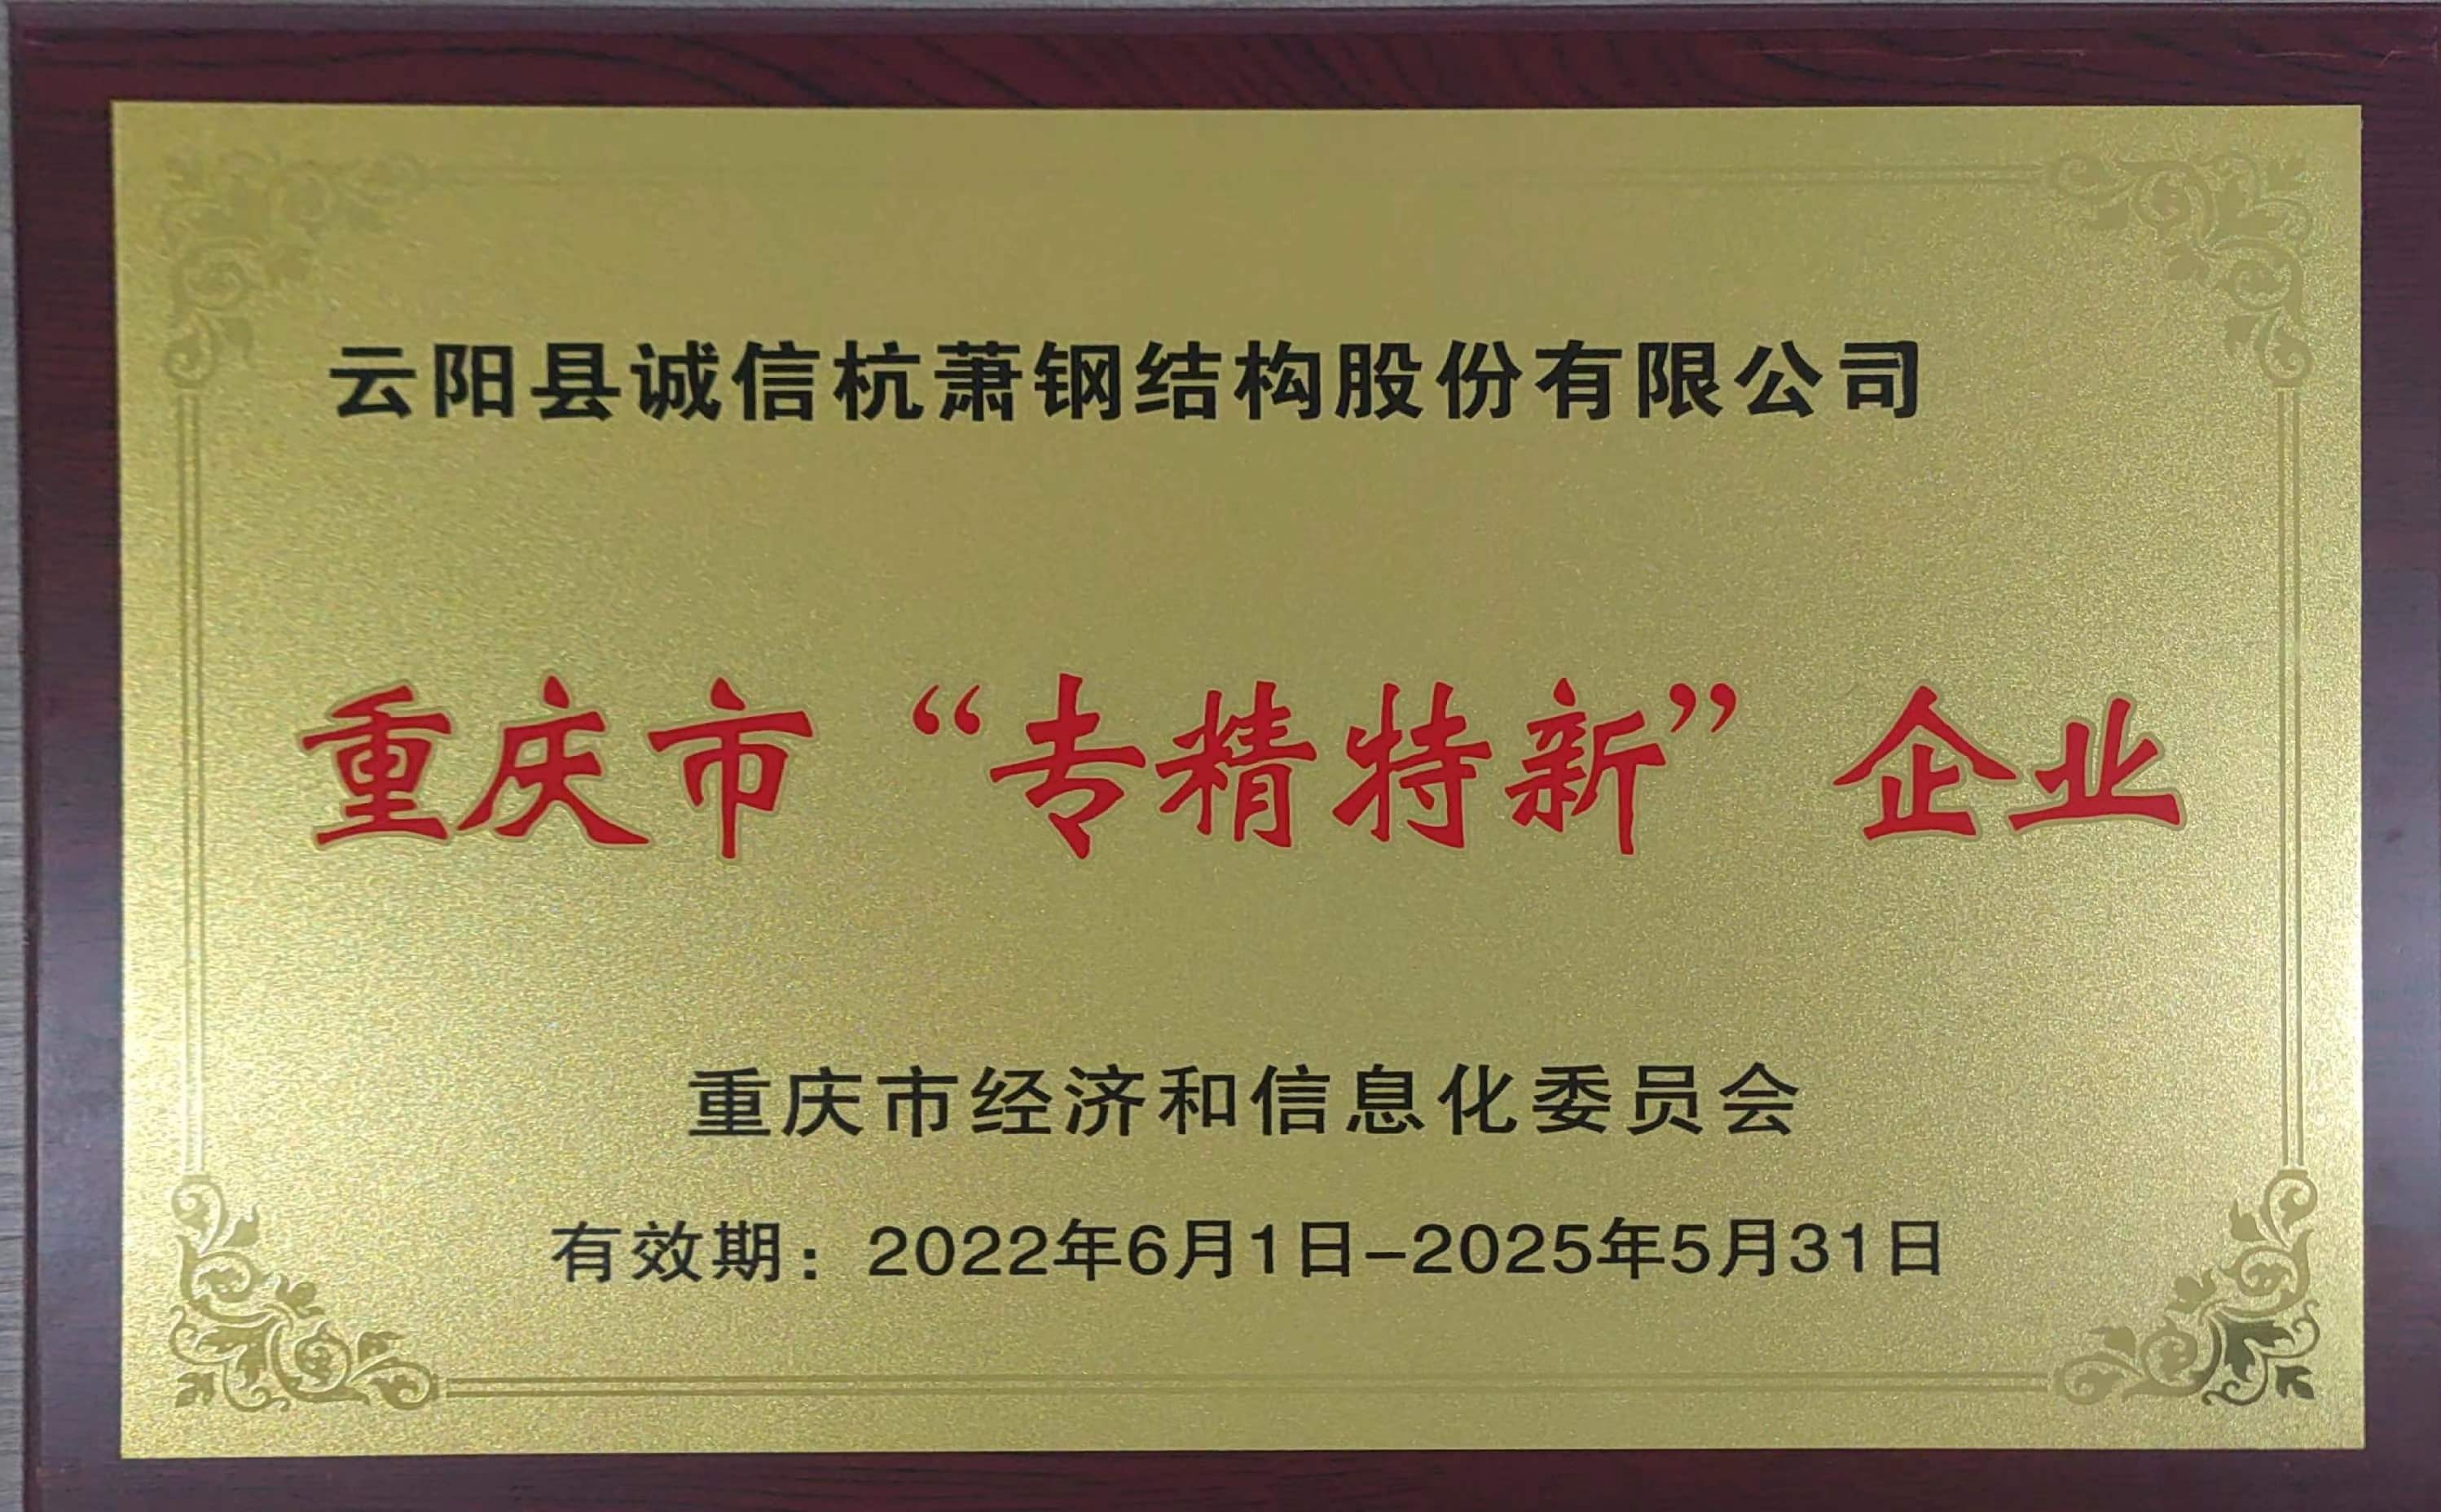 云阳县诚信杭萧钢结构股份有限公司
重庆市“专精特新”企业
重庆市经济和信息化委员会
有效期：2022年6月1日-2025年5月31日